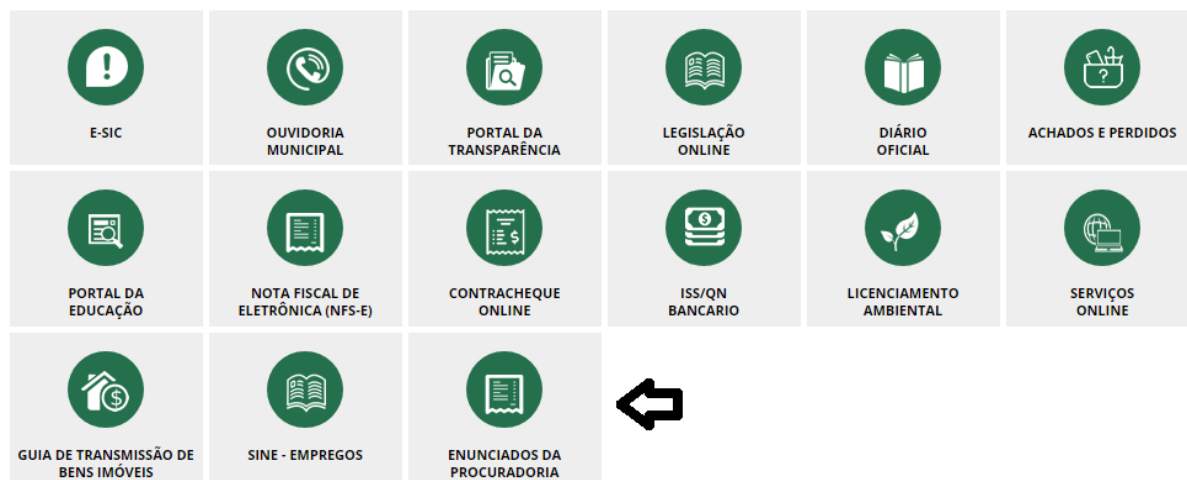 E-SIC
OUVIDORIA
MUNICIPAL
PORTAL DA
TRANSPARÊNCIA
LEGISLAÇÃO
ONLINE
DIÁRIO
OFICIAL
ACHADOS E PERDIDOS
PORTAL DA
EDUCAÇÃO
NOTA FISCAL DE
ELETRÔNICA (NFS-E)
CONTRACHEQUE
ONLINE
ISS/QN
BANCARIO
LICENCIAMENTO
AMBIENTAL
SERVIÇOS
ONLINE
GUIA DE TRANSMISSÃO DE
BENS IMÓVEIS
SINE - EMPREGOS
ENUNCIADOS DA
PROCURADORIA